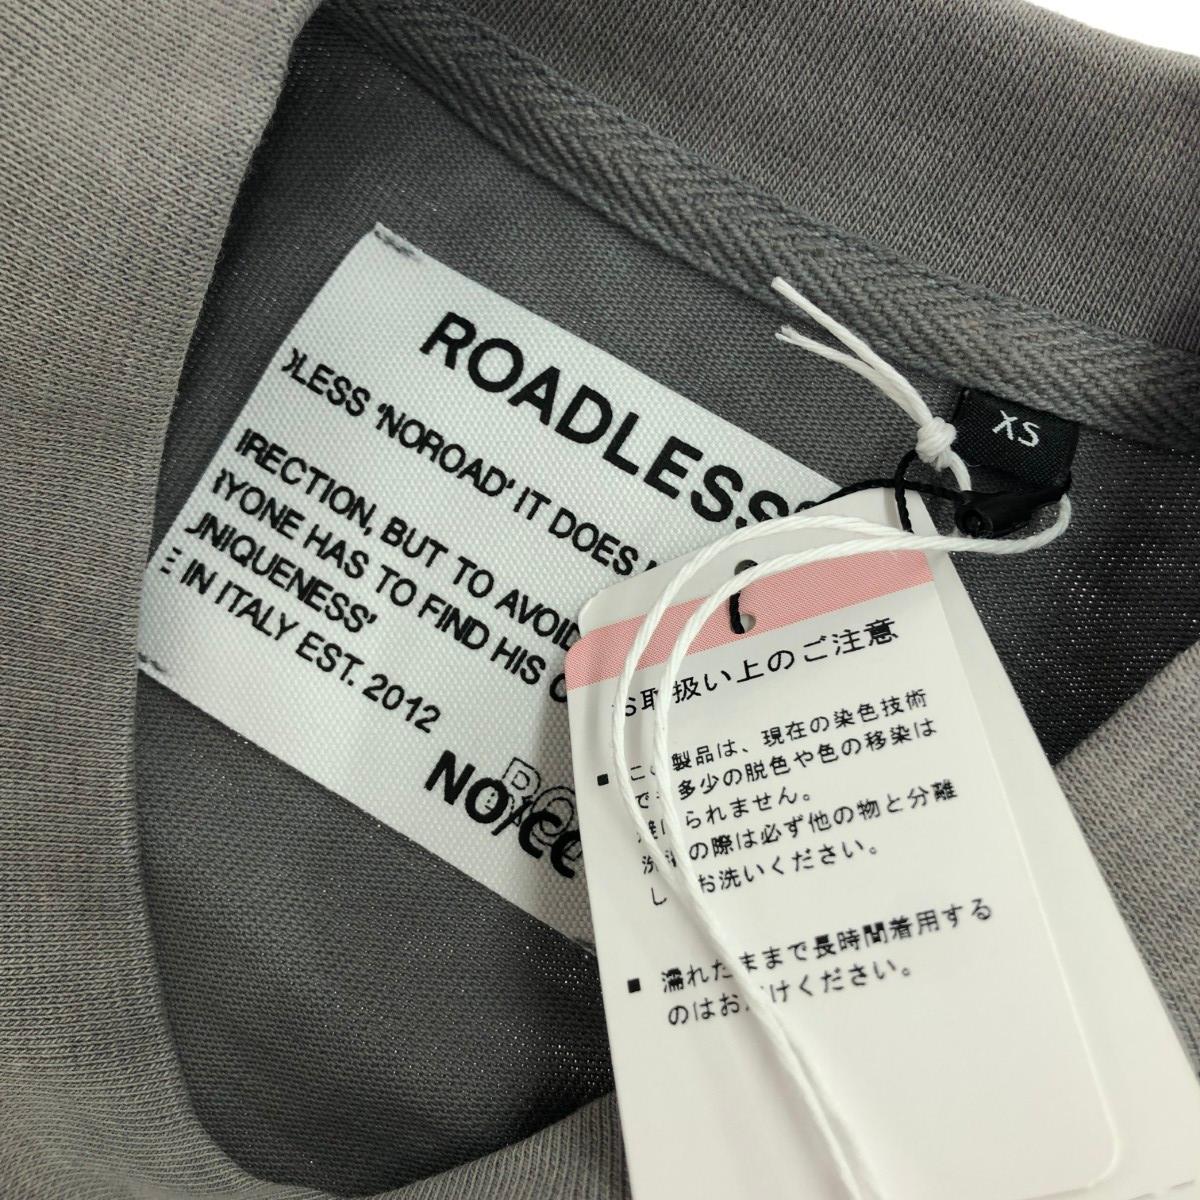 ROADLESS
LESS 'NOROAD' IT DOES
IRECTION, BUT TO AVOID
YONE HAS TO FIND HIS
UNIQUENESS'
IN ITALY EST. 2012
NO/CC
XS
お取扱い上のご注意
■ 製品は、現在の染色技術
で 多少の脱色や色の移染は
られません。
の際は必ず他の物と分離
し お洗いください。
■ 濡れたままで長時間着用する
のはお けください。